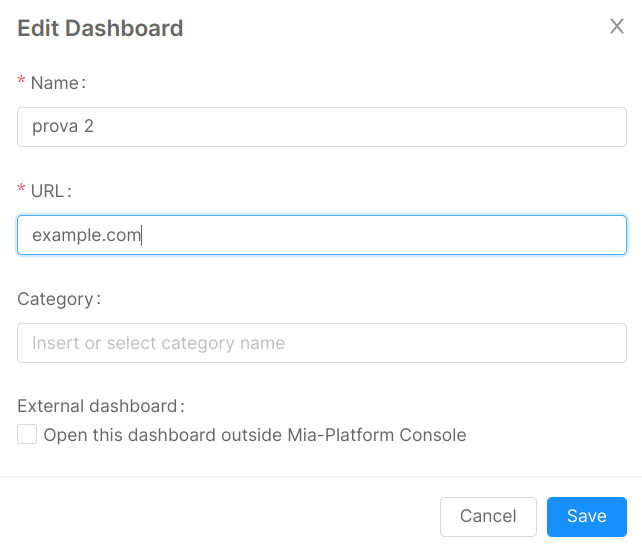 Edit Dashboard
* Name:
prova 2
* URL:
example.com
Category:
Insert or select category name
External dashboard:
Open this dashboard outside Mia-Platform Console
Cancel Save